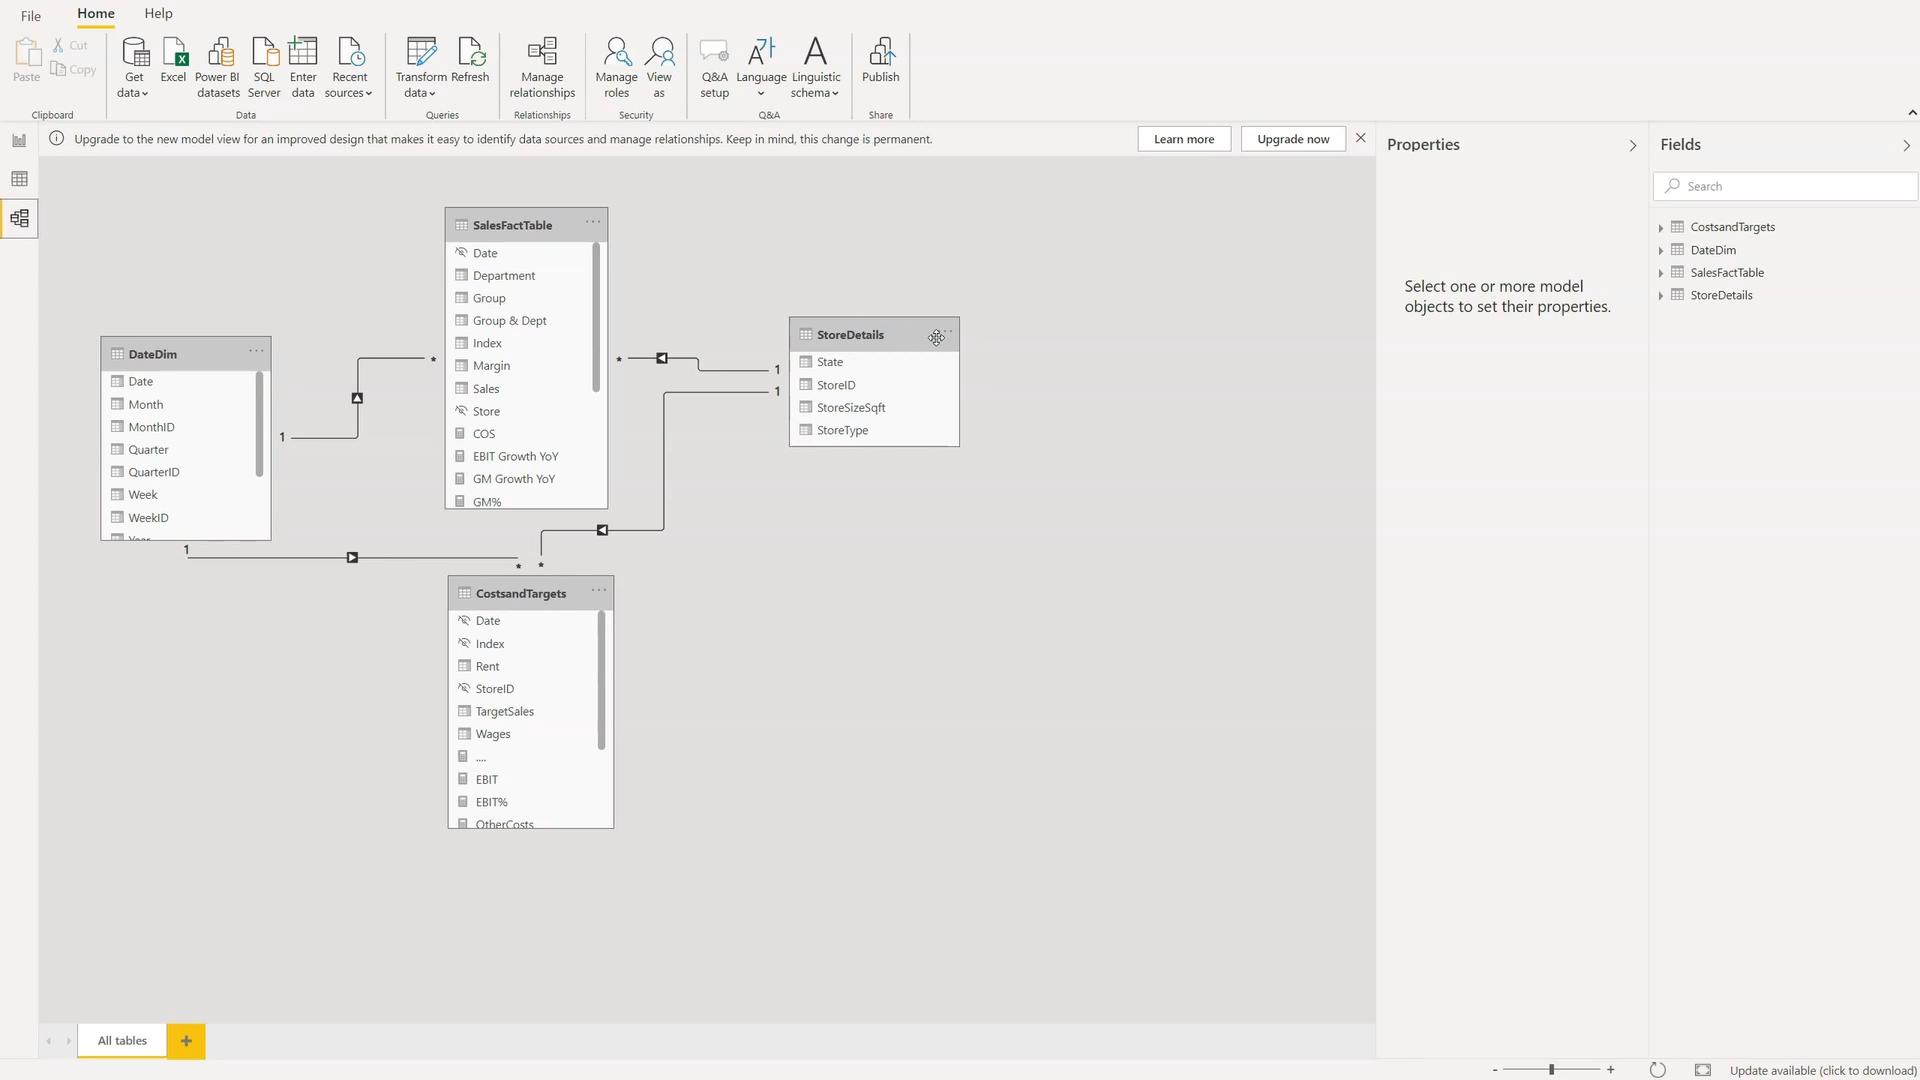 File
Home
Help
Paste
Cut
Copy
Clipboard
Get data
Excel
Power BI datasets
SQL Server
Enter data
Recent sources
Data
Transform data
Refresh
Queries
Manage relationships
Relationships
Manage roles
View as
Security
Q&A setup
Language
Linguistic schema
Q&A
Publish
Share
Upgrade to the new model view for an improved design that makes it easy to identify data sources and manage relationships. Keep in mind, this change is permanent.
Learn more
Upgrade now
DateDim
Date
Month
MonthID
Quarter
QuarterID
Week
WeekID
Year
1
1
*
SalesFactTable
Date
Department
Group
Group & Dept
Index
Margin
Sales
Store
COS
EBIT Growth YoY
GM Growth YoY
GM%
*
1
1
StoreDetails
State
StoreID
StoreSizeSqft
StoreType
* *
CostsandTargets
Date
Index
Rent
StoreID
TargetSales
Wages
....
EBIT
EBIT%
OtherCosts
Properties
Select one or more model
objects to set their properties.
Fields
Search
CostsandTargets
DateDim
SalesFactTable
StoreDetails
All tables
+
- +
Update available (click to download)